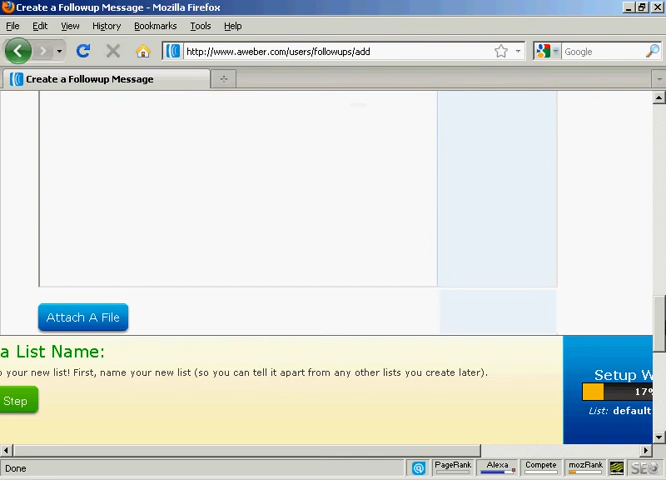 Create a Followup Message - Mozilla Firefox
File Edit View History Bookmarks Tools Help
http://www.aweber.com/users/followups/add
Google
Create a Followup Message
Attach A File
a List Name:
your new list! First, name your new list (so you can tell it apart from any other lists you create later).
Step
Setup W
17%
List: default
Done
PageRank
Alexa
Compete
mozRank
SEO